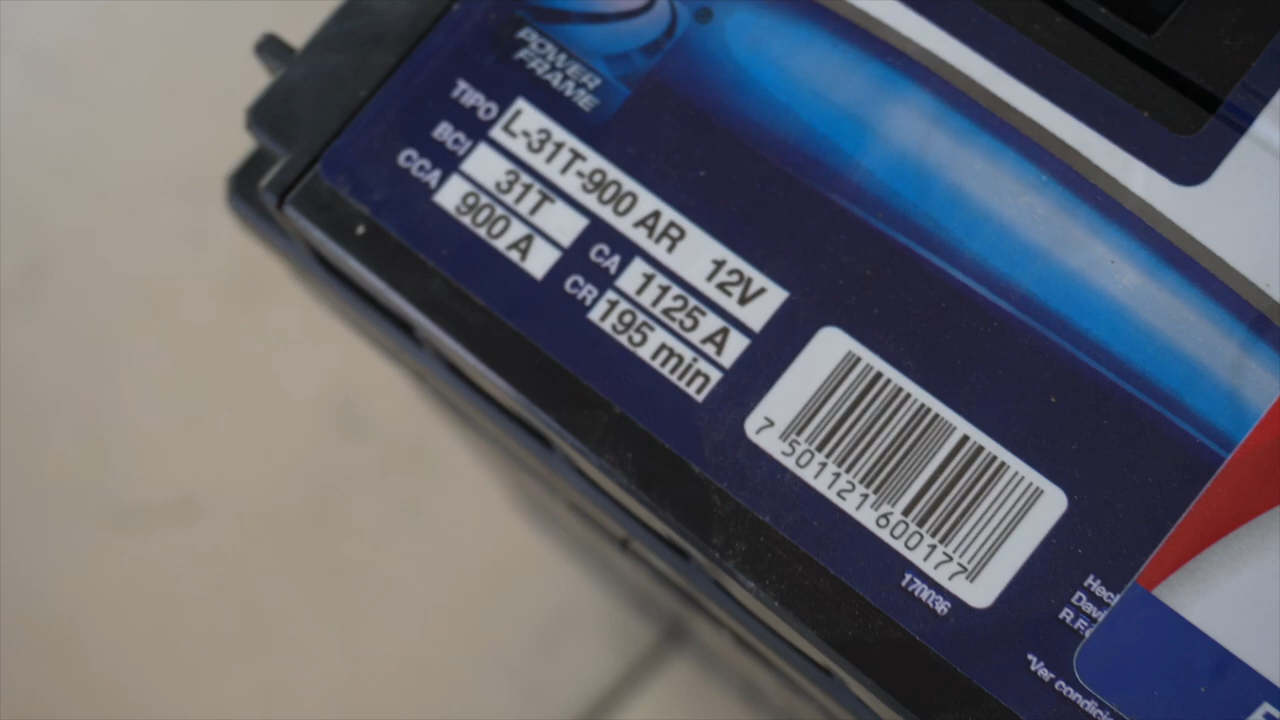 POWER
FRAME
TIPO L-31T-900 AR 12V
BCI 31T
CCA 900 A CA 1125 A
CR 195 min
7 501121 600177
170036
*Ver